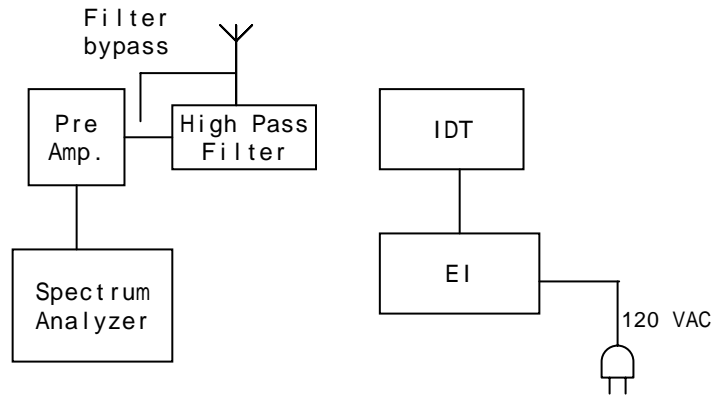 Filter
bypass
Pre
Amp.
High Pass
Filter
IDT
Spectrum
Analyzer
EI
120 VAC